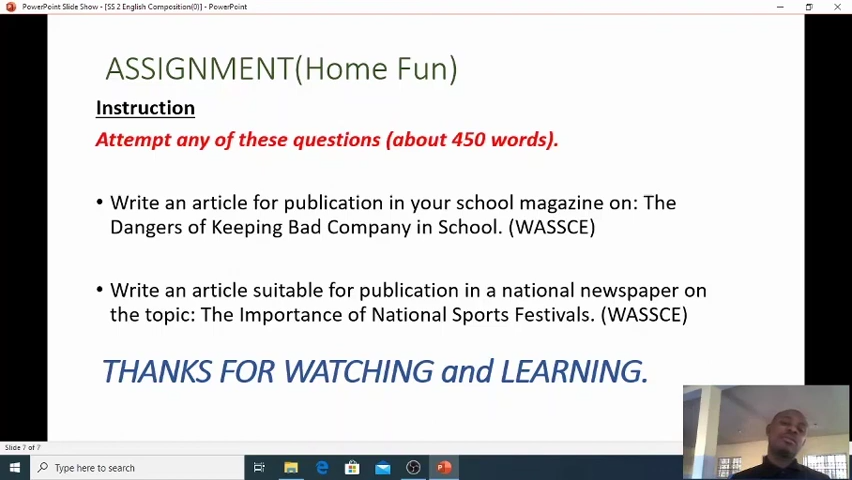 PowerPoint Slide Show - [SS 2 English Composition(0)] - PowerPoint
ASSIGNMENT(Home Fun)
Instruction
Attempt any of these questions (about 450 words).
• Write an article for publication in your school magazine on: The
Dangers of Keeping Bad Company in School. (WASSCE)
• Write an article suitable for publication in a national newspaper on
the topic: The Importance of National Sports Festivals. (WASSCE)
THANKS FOR WATCHING and LEARNING.
Slide 7 of 7
Type here to search